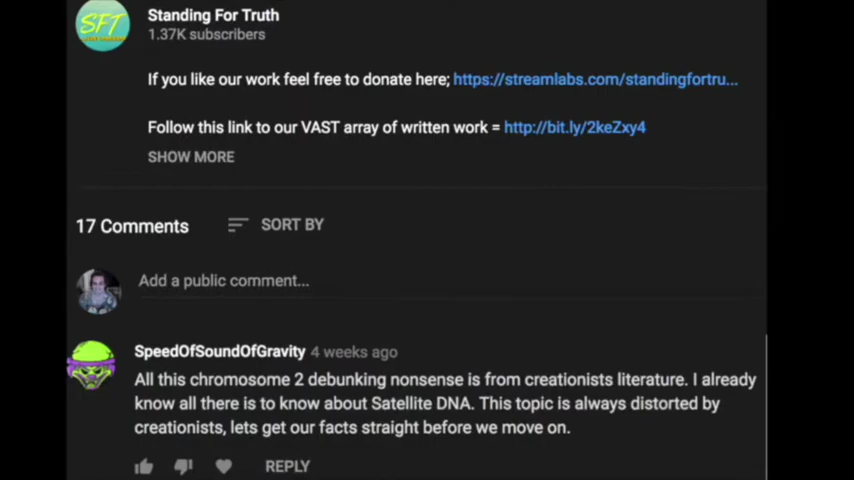 SFT
Standing For Truth
1.37K subscribers
If you like our work feel free to donate here; https://streamlabs.com/standingfortru...
Follow this link to our VAST array of written work = http://bit.ly/2keZxy4
SHOW MORE
17 Comments SORT BY
Add a public comment...
SpeedOfSoundOfGravity 4 weeks ago
All this chromosome 2 debunking nonsense is from creationists literature. I already
know all there is to know about Satellite DNA. This topic is always distorted by
creationists, lets get our facts straight before we move on.
REPLY